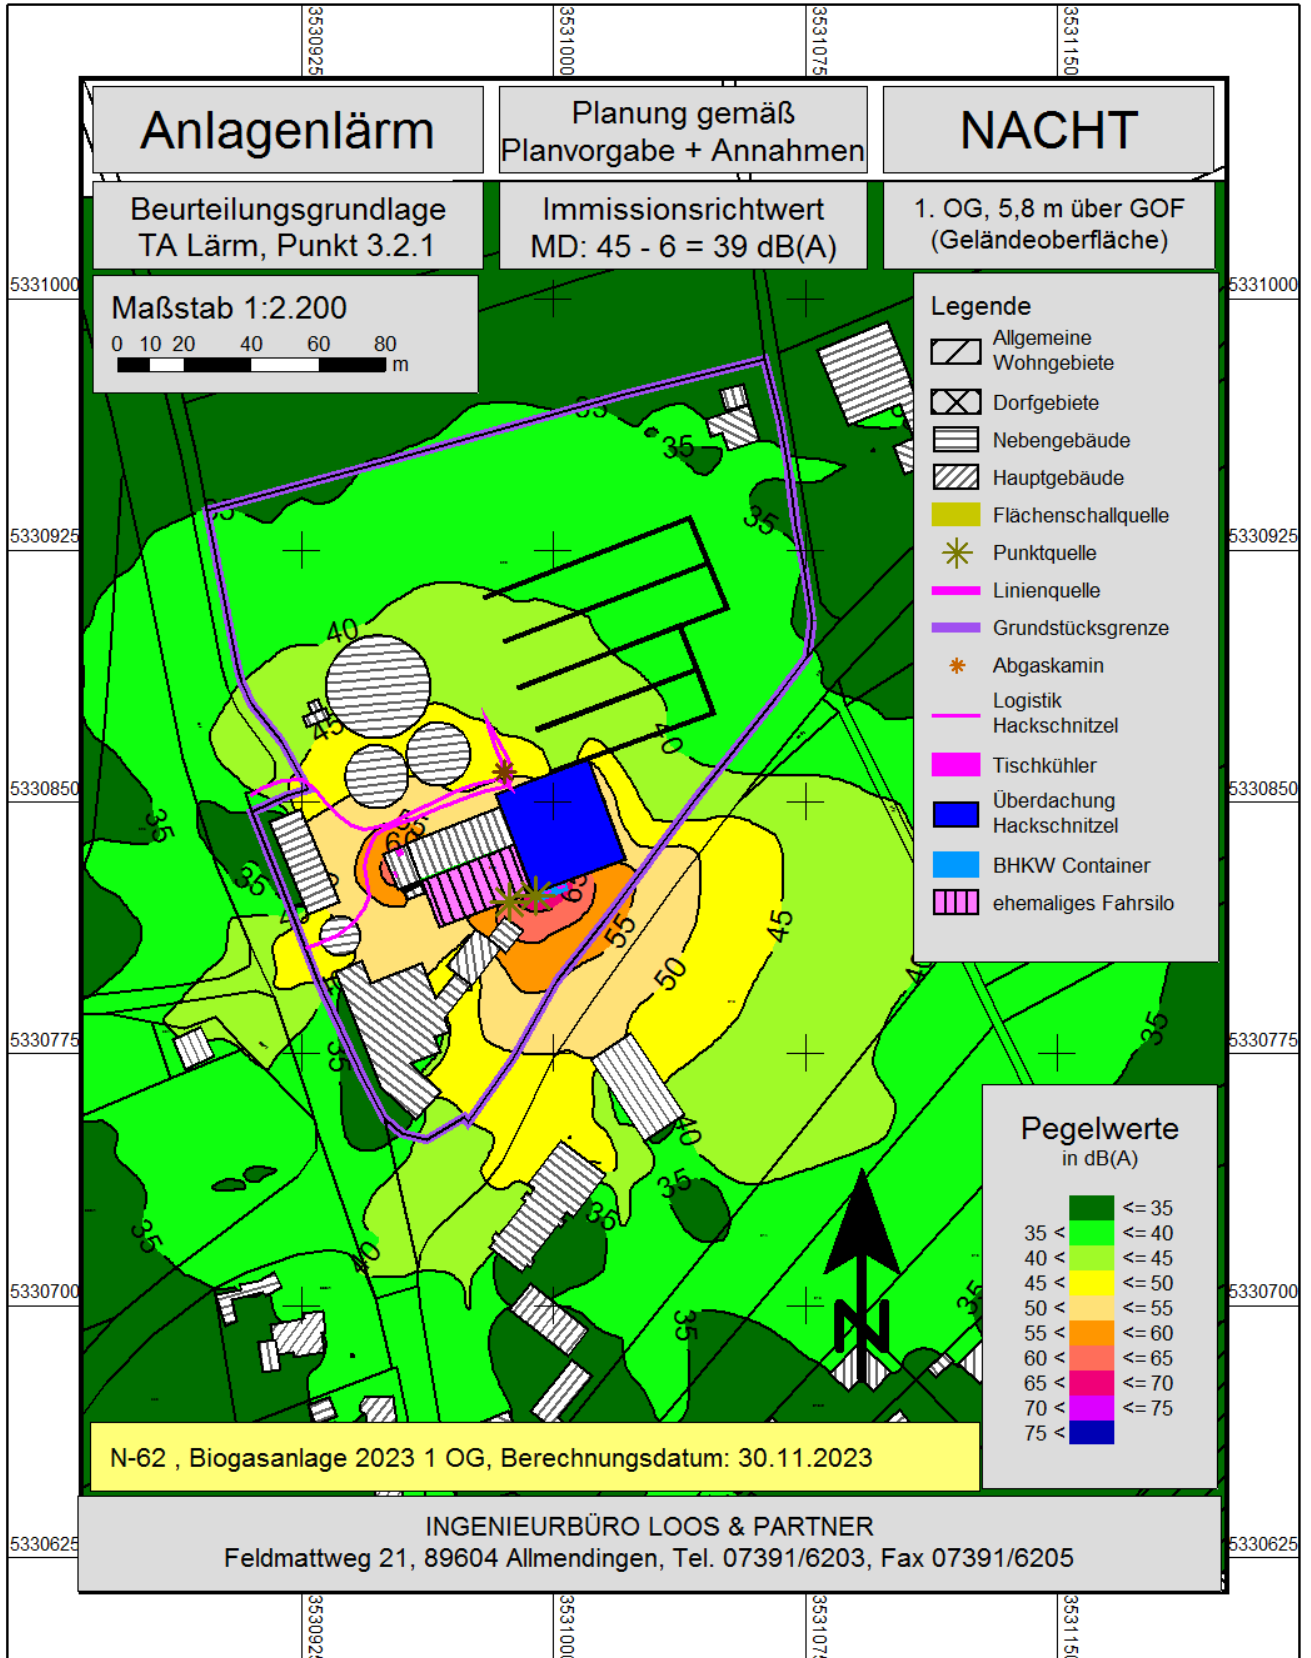 3530925
3531000
3531075
3531150
Anlagenlärm
Planung gemäß
Planvorgabe + Annahmen
NACHT
Beurteilungsgrundlage
TA Lärm, Punkt 3.2.1
Immissionsrichtwert
MD: 45 - 6 = 39 dB(A)
1. OG, 5,8 m über GOF
(Geländeoberfläche)
5331000
5331000
Maßstab 1:2.200
0 10 20 40 60 80
m
Legende
Allgemeine
Wohngebiete
Dorfgebiete
Nebengebäude
Hauptgebäude
Flächenschallquelle
Punktquelle
Linienquelle
Grundstücksgrenze
Abgaskamin
Logistik
Hackschnitzel
Tischkühler
Überdachung
Hackschnitzel
BHKW Container
ehemaliges Fahrsilo
35
35
35
5330925
5330925
40
45
40
5330850
5330850
35
35
65
55
45
50
40
35
5330775
5330775
35
40
35
35
35
40
5330700
5330700
35
35
N
Pegelwerte
in dB(A)
<= 35
35 < <= 40
40 < <= 45
45 < <= 50
50 < <= 55
55 < <= 60
60 < <= 65
65 < <= 70
70 < <= 75
75 <
N-62 , Biogasanlage 2023 1 OG, Berechnungsdatum: 30.11.2023
INGENIEURBÜRO LOOS & PARTNER
Feldmattweg 21, 89604 Allmendingen, Tel. 07391/6203, Fax 07391/6205
5330625
5330625
3530925
3531000
3531075
3531150